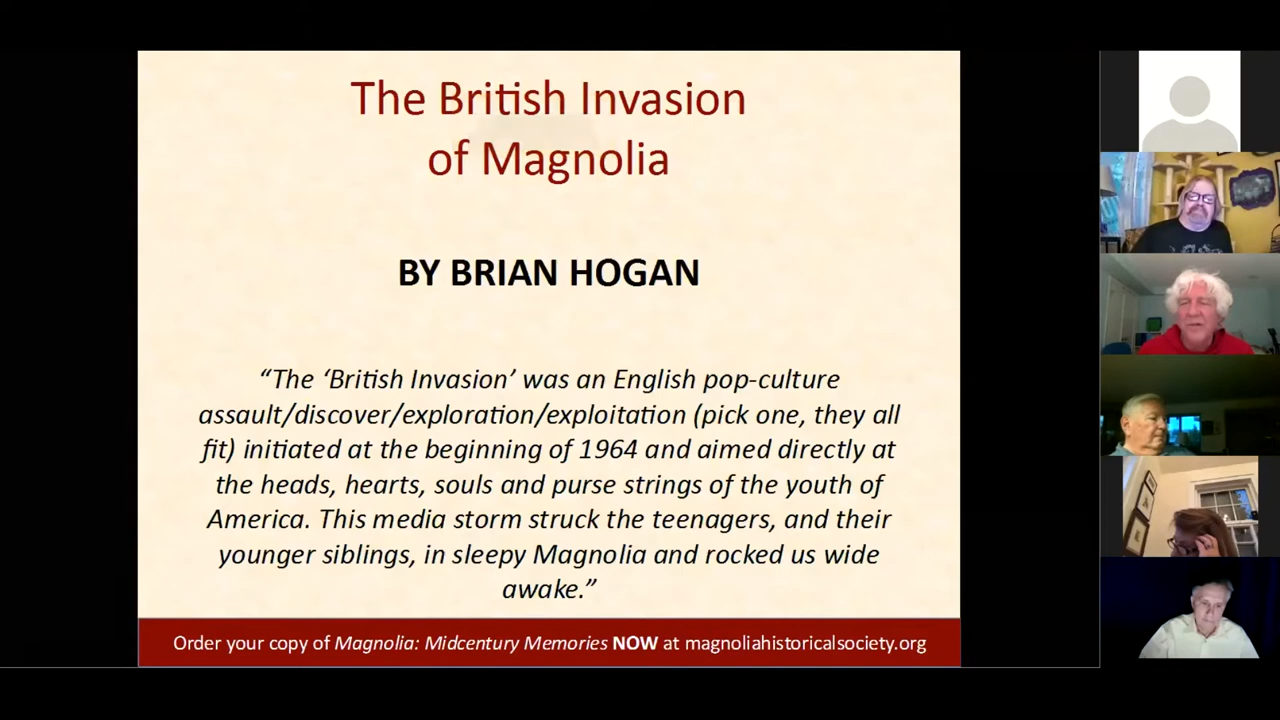 The British Invasion
of Magnolia
BY BRIAN HOGAN
“The ‘British Invasion’ was an English pop-culture
assault/discover/exploration/exploitation (pick one, they all
fit) initiated at the beginning of 1964 and aimed directly at
the heads, hearts, souls and purse strings of the youth of
America. This media storm struck the teenagers, and their
younger siblings, in sleepy Magnolia and rocked us wide
awake.”
Order your copy of Magnolia: Midcentury Memories NOW at magnoliahistoricalsociety.org